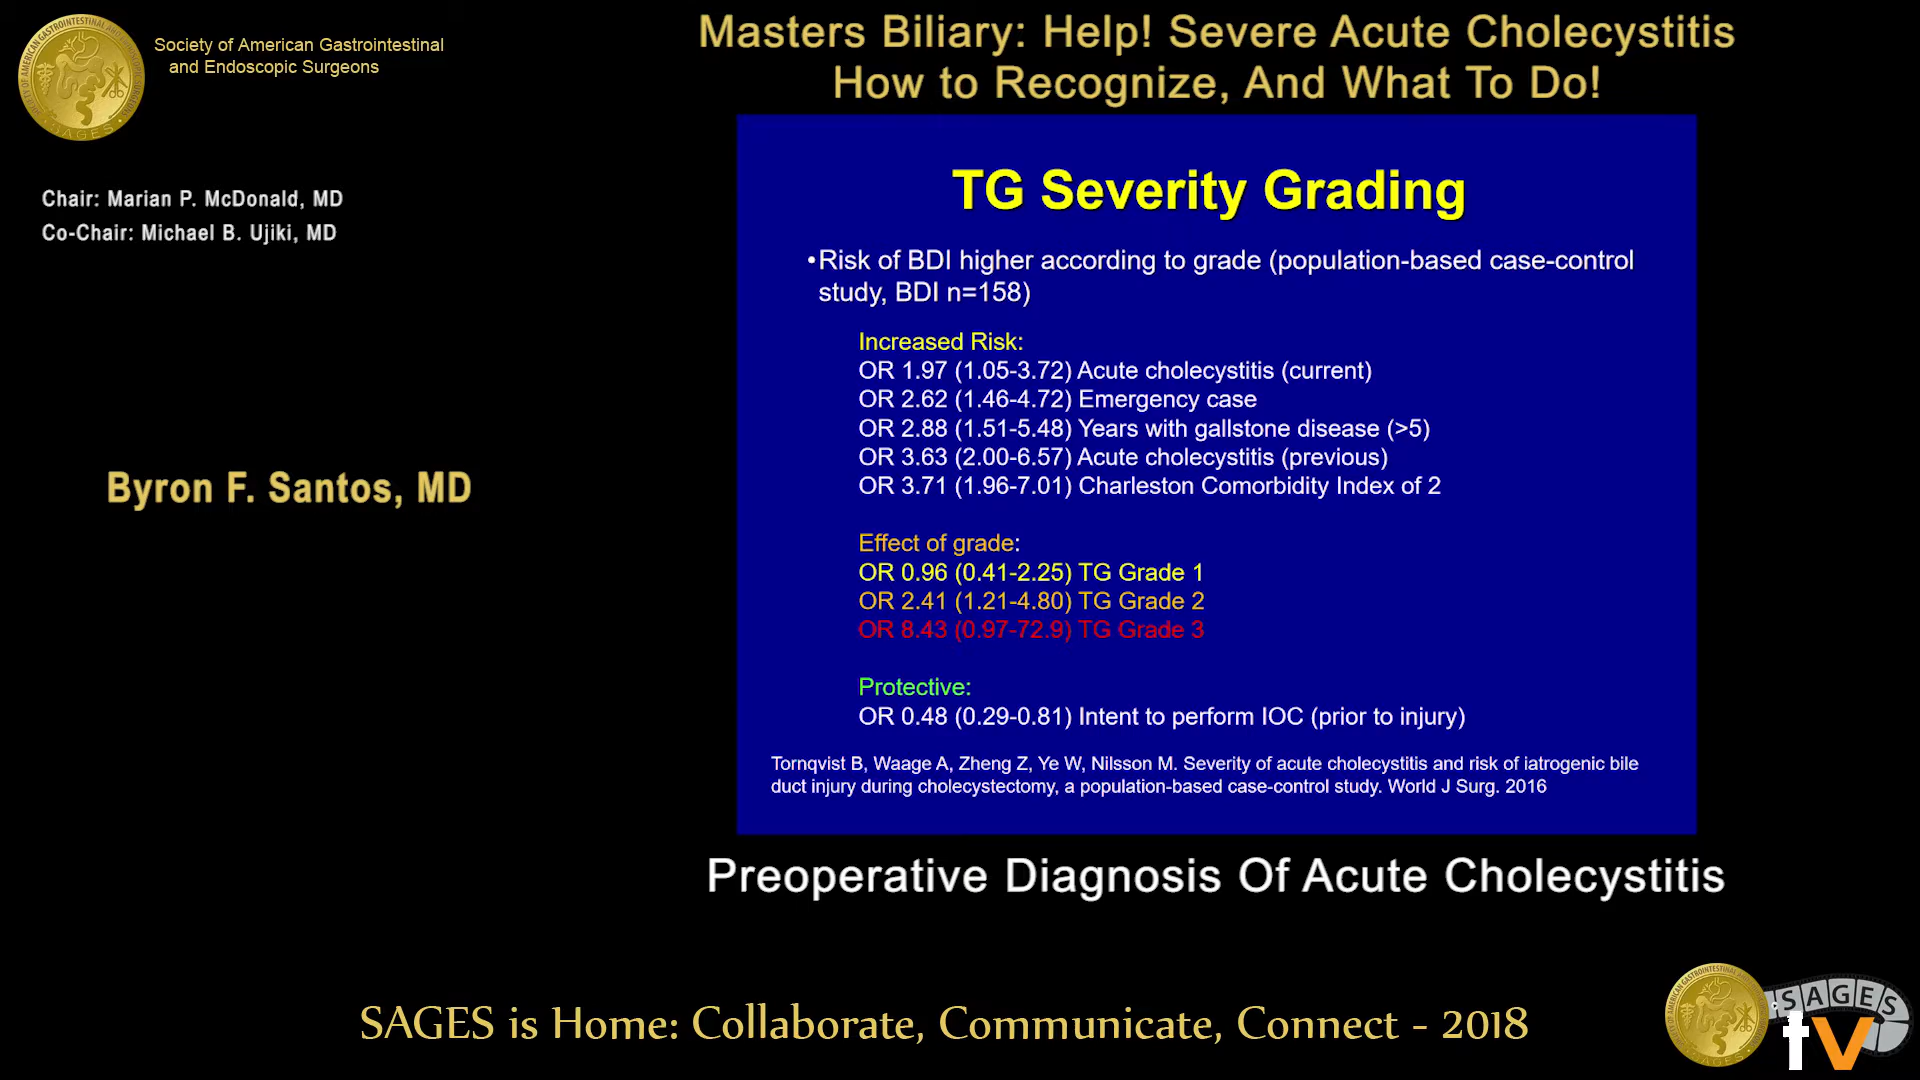 Society of American Gastrointestinal
and Endoscopic Surgeons
Masters Biliary: Help! Severe Acute Cholecystitis
How to Recognize, And What To Do!
Chair: Marian P. McDonald, MD
Co-Chair: Michael B. Ujiki, MD
Byron F. Santos, MD
TG Severity Grading
•Risk of BDI higher according to grade (population-based case-control
study, BDI n=158)
Increased Risk:
OR 1.97 (1.05-3.72) Acute cholecystitis (current)
OR 2.62 (1.46-4.72) Emergency case
OR 2.88 (1.51-5.48) Years with gallstone disease (>5)
OR 3.63 (2.00-6.57) Acute cholecystitis (previous)
OR 3.71 (1.96-7.01) Charleston Comorbidity Index of 2
Effect of grade:
OR 0.96 (0.41-2.25) TG Grade 1
OR 2.41 (1.21-4.80) TG Grade 2
OR 8.43 (0.97-72.9) TG Grade 3
Protective:
OR 0.48 (0.29-0.81) Intent to perform IOC (prior to injury)
Tornqvist B, Waage A, Zheng Z, Ye W, Nilsson M. Severity of acute cholecystitis and risk of iatrogenic bile
duct injury during cholecystectomy, a population-based case-control study. World J Surg. 2016
Preoperative Diagnosis Of Acute Cholecystitis
SAGES is Home: Collaborate, Communicate, Connect - 2018
SAGES
tv